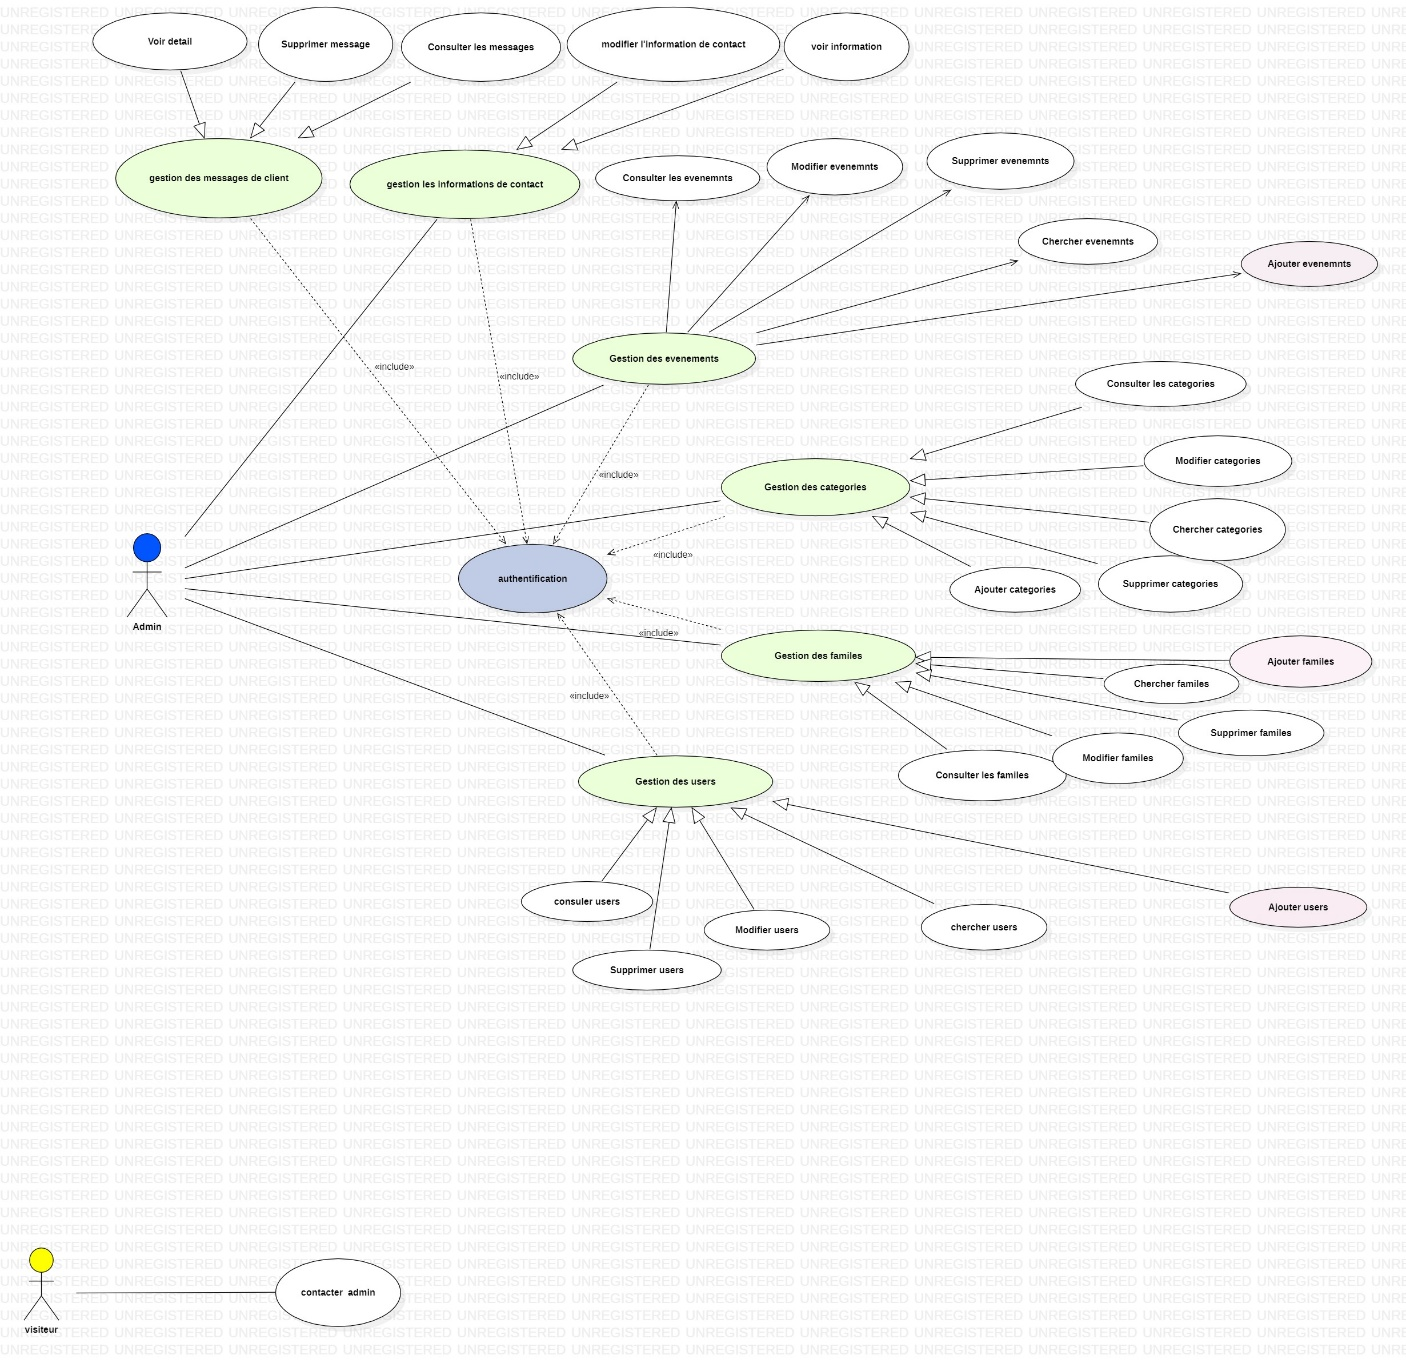 Voir detail
Supprimer message
Consulter les messages
modifier l'information de contact
voir information
gestion des messages de client
gestion les informations de contact
Consulter les evenemnts
Modifier evenemnts
Supprimer evenemnts
Chercher evenemnts
Ajouter evenemnts
Gestion des evenements
«include»
«include»
«include»
Consulter les categories
Modifier categories
Gestion des categories
Chercher categories
«include»
Supprimer categories
Ajouter categories
authentification
Admin
«include»
Gestion des familes
Ajouter familes
Chercher familes
Supprimer familes
Modifier familes
Consulter les familes
«include»
Gestion des users
consuler users
Modifier users
chercher users
Ajouter users
Supprimer users
contacter admin
visiteur
UNREGISTERED